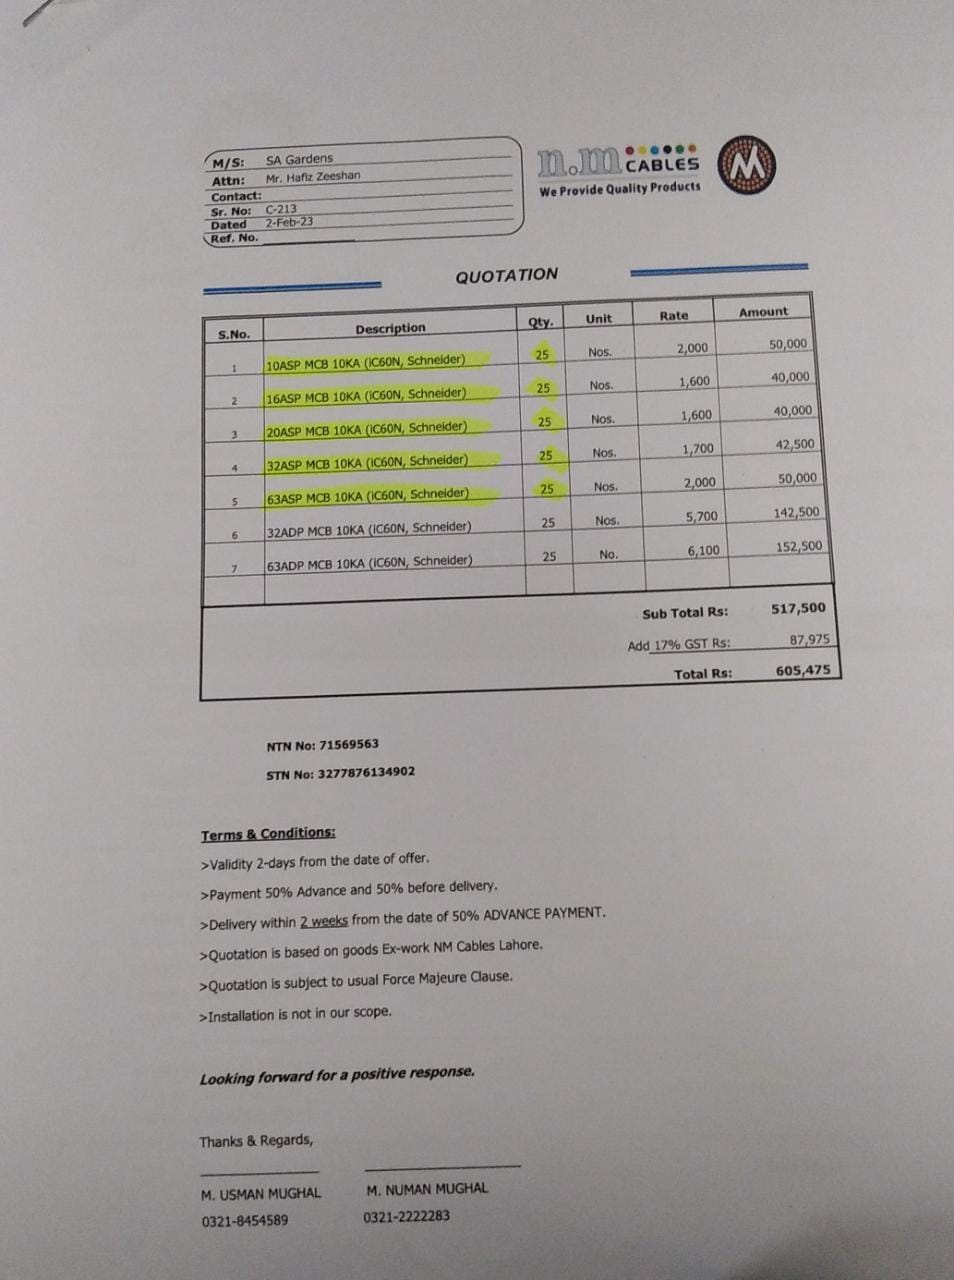 M/S: SA Gardens
Attn: Mr. Hafiz Zeeshan
Contact:
Sr. No: C-213
Dated 2-Feb-23
Ref. No.
n.m CABLES
We Provide Quality Products
M
QUOTATION
S.No. Description Qty. Unit Rate Amount
1 10ASP MCB 10KA (iC60N, Schneider) 25 Nos. 2,000 50,000
2 16ASP MCB 10KA (iC60N, Schneider) 25 Nos. 1,600 40,000
3 20ASP MCB 10KA (iC60N, Schneider) 25 Nos. 1,600 40,000
4 32ASP MCB 10KA (iC60N, Schneider) 25 Nos. 1,700 42,500
5 63ASP MCB 10KA (iC60N, Schneider) 25 Nos. 2,000 50,000
6 32ADP MCB 10KA (iC60N, Schneider) 25 Nos. 5,700 142,500
7 63ADP MCB 10KA (iC60N, Schneider) 25 No. 6,100 152,500
Sub Total Rs: 517,500
Add 17% GST Rs: 87,975
Total Rs: 605,475
NTN No: 71569563
STN No: 3277876134902
Terms & Conditions:
>Validity 2-days from the date of offer.
>Payment 50% Advance and 50% before delivery.
>Delivery within 2 weeks from the date of 50% ADVANCE PAYMENT.
>Quotation is based on goods Ex-work NM Cables Lahore.
>Quotation is subject to usual Force Majeure Clause.
>Installation is not in our scope.
Looking forward for a positive response.
Thanks & Regards,
M. USMAN MUGHAL M. NUMAN MUGHAL
0321-8454589 0321-2222283